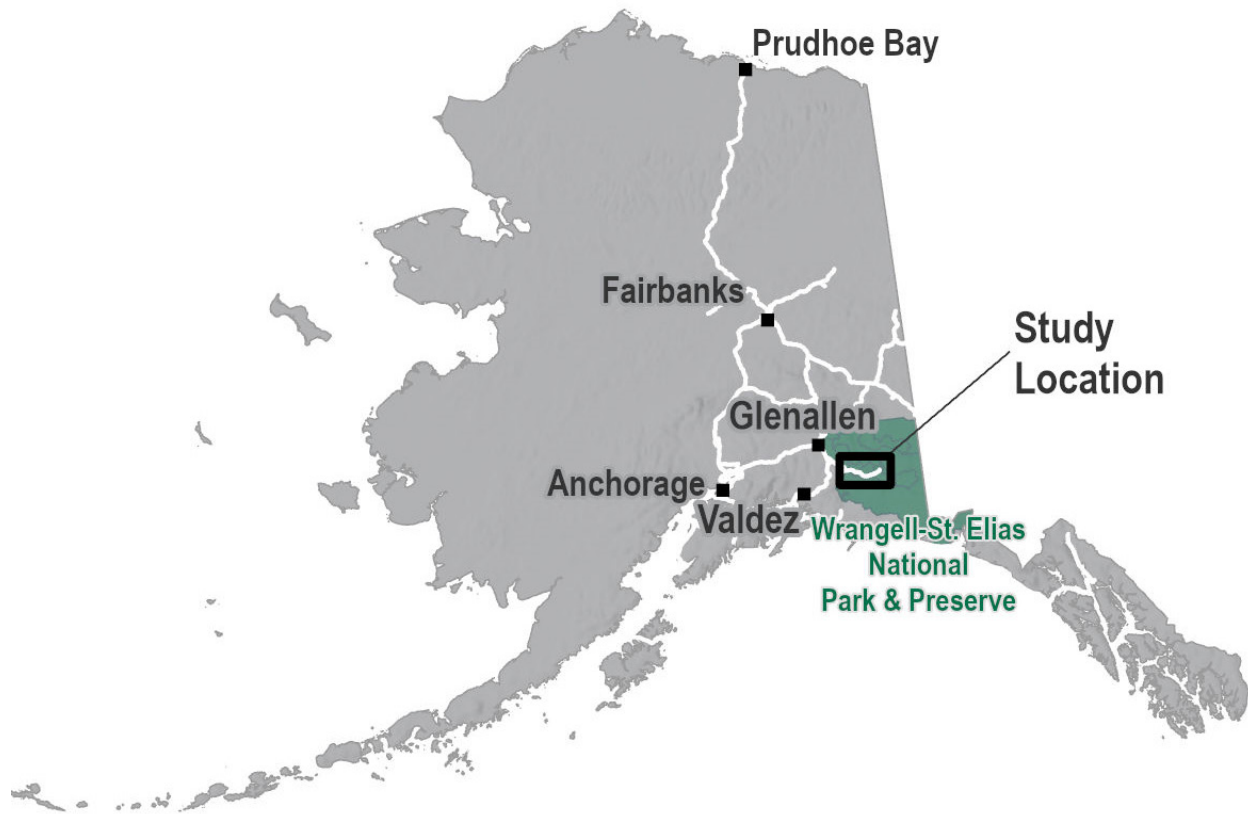 Prudhoe Bay
Fairbanks
Study
Location
Glenallen
Anchorage
Valdez
Wrangell-St. Elias
National
Park & Preserve